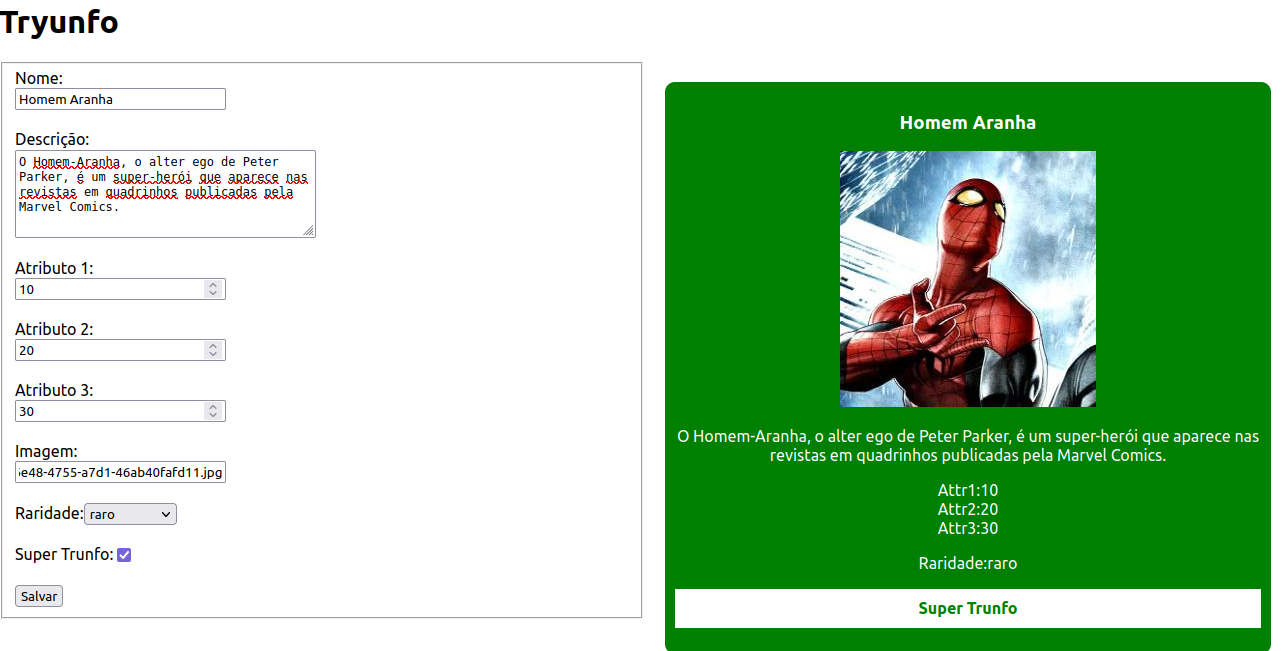 Tryunfo
Nome:
Homem Aranha
Descrição:
O Homem-Aranha, o alter ego de Peter
Parker, é um super-herói que aparece nas
revistas em quadrinhos publicadas pela
Marvel Comics.
Atributo 1:
10
Atributo 2:
20
Atributo 3:
30
Imagem:
e48-4755-a7d1-46ab40fafd11.jpg
Raridade: raro
Super Trunfo:
Salvar
Homem Aranha
O Homem-Aranha, o alter ego de Peter Parker, é um super-herói que aparece nas
revistas em quadrinhos publicadas pela Marvel Comics.
Attr1:10
Attr2:20
Attr3:30
Raridade:raro
Super Trunfo